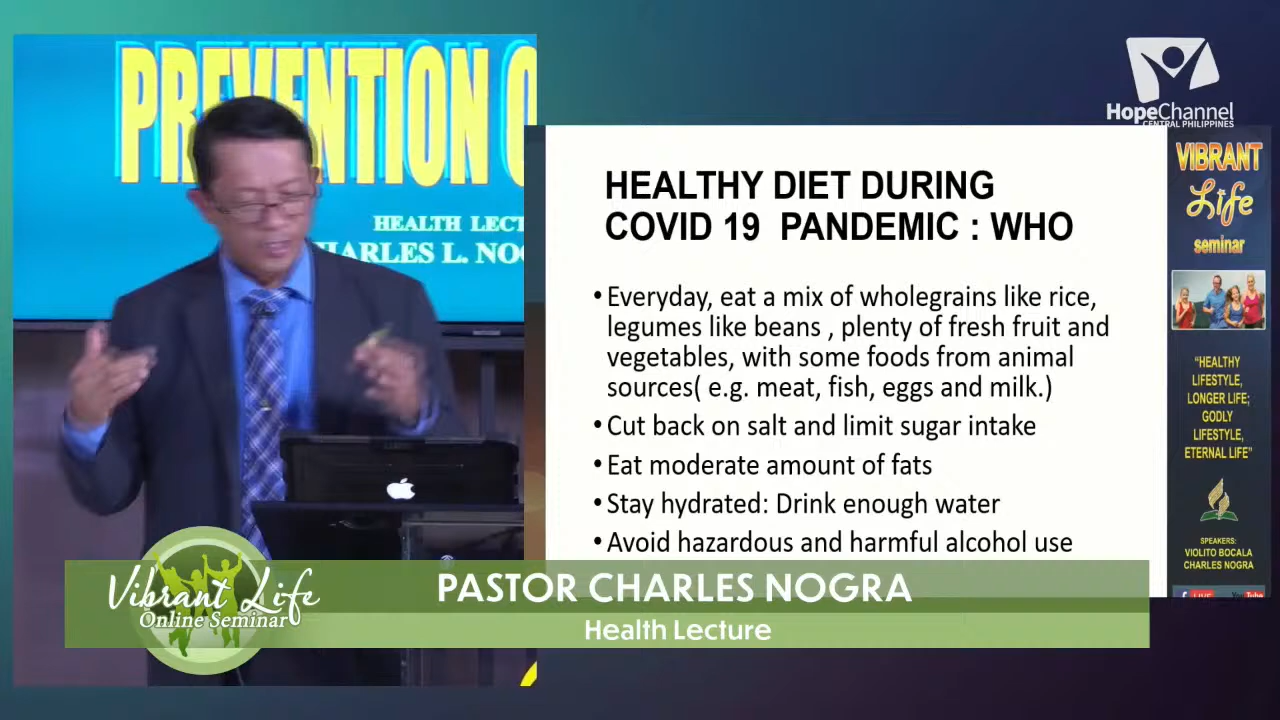 PREVENTION O
HEALTH LECT
HARLES L. NOG
HopeChannel
CENTRAL PHILIPPINES
HEALTHY DIET DURING
COVID 19 PANDEMIC : WHO
• Everyday, eat a mix of wholegrains like rice,
legumes like beans , plenty of fresh fruit and
vegetables, with some foods from animal
sources( e.g. meat, fish, eggs and milk.)
• Cut back on salt and limit sugar intake
• Eat moderate amount of fats
• Stay hydrated: Drink enough water
• Avoid hazardous and harmful alcohol use
VIBRANT
Life
seminar
“HEALTHY
LIFESTYLE,
LONGER LIFE;
GODLY
LIFESTYLE,
ETERNAL LIFE”
SPEAKERS:
VIOLITO BOCALA
CHARLES NOGRA
f LIVE YouTube
Vibrant Life
Online Seminar
PASTOR CHARLES NOGRA
Health Lecture